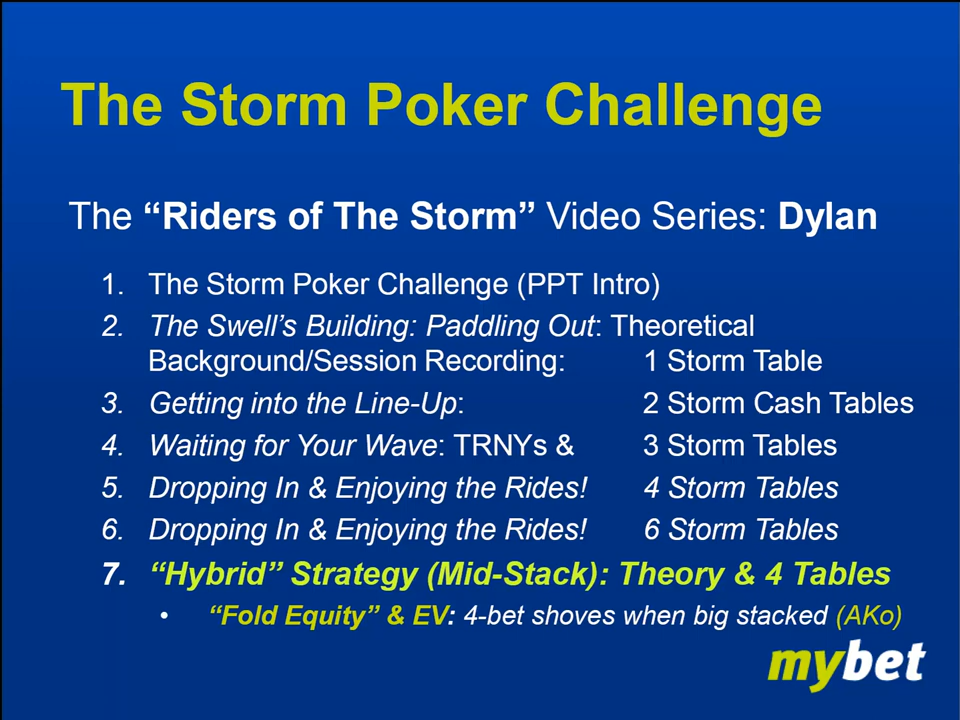 The Storm Poker Challenge
The “Riders of The Storm” Video Series: Dylan
1. The Storm Poker Challenge (PPT Intro)
2. The Swell’s Building: Paddling Out: Theoretical
Background/Session Recording: 1 Storm Table
3. Getting into the Line-Up: 2 Storm Cash Tables
4. Waiting for Your Wave: TRNYs & 3 Storm Tables
5. Dropping In & Enjoying the Rides! 4 Storm Tables
6. Dropping In & Enjoying the Rides! 6 Storm Tables
7. “Hybrid” Strategy (Mid-Stack): Theory & 4 Tables
• “Fold Equity” & EV: 4-bet shoves when big stacked (AKo)
mybet